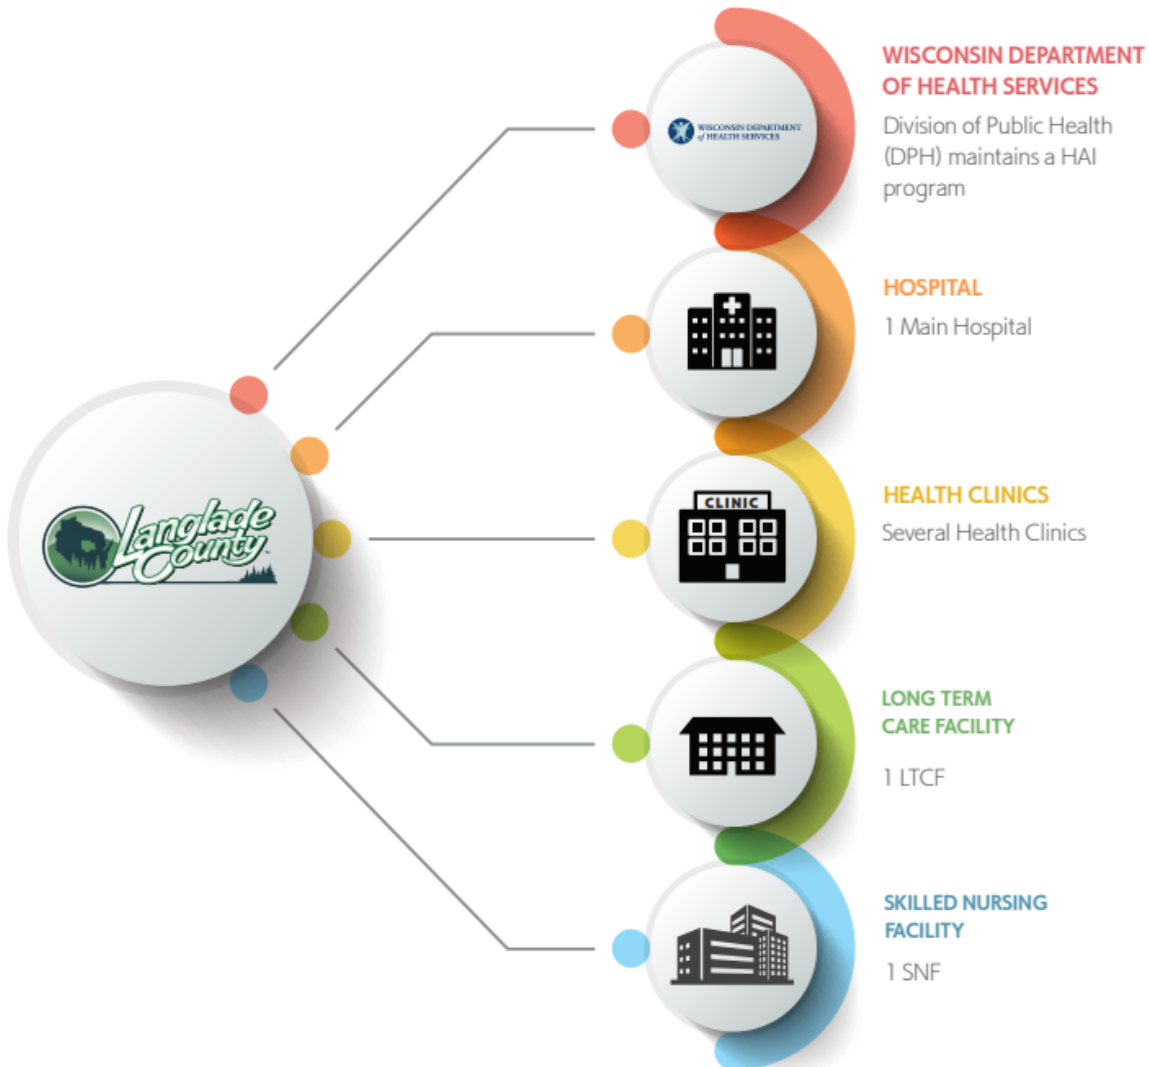 WISCONSIN DEPARTMENT
of HEALTH SERVICES
WISCONSIN DEPARTMENT
OF HEALTH SERVICES
Division of Public Health
(DPH) maintains a HAI
program
HOSPITAL
1 Main Hospital
Langlade
County
CLINIC
HEALTH CLINICS
Several Health Clinics
LONG TERM
CARE FACILITY
1 LTCF
SKILLED NURSING
FACILITY
1 SNF